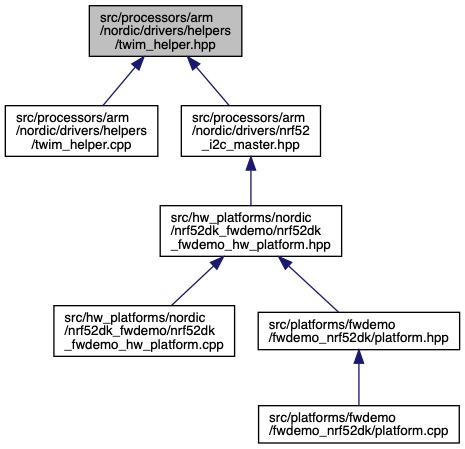 src/processors/arm
/nordic/drivers/helpers
/twim_helper.hpp
src/processors/arm
/nordic/drivers/helpers
/twim_helper.cpp
src/processors/arm
/nordic/drivers/nrf52
_i2c_master.hpp
src/hw_platforms/nordic
/nrf52dk_fwdemo/nrf52dk
_fwdemo_hw_platform.hpp
src/hw_platforms/nordic
/nrf52dk_fwdemo/nrf52dk
_fwdemo_hw_platform.cpp
src/platforms/fwdemo
/fwdemo_nrf52dk/platform.hpp
src/platforms/fwdemo
/fwdemo_nrf52dk/platform.cpp